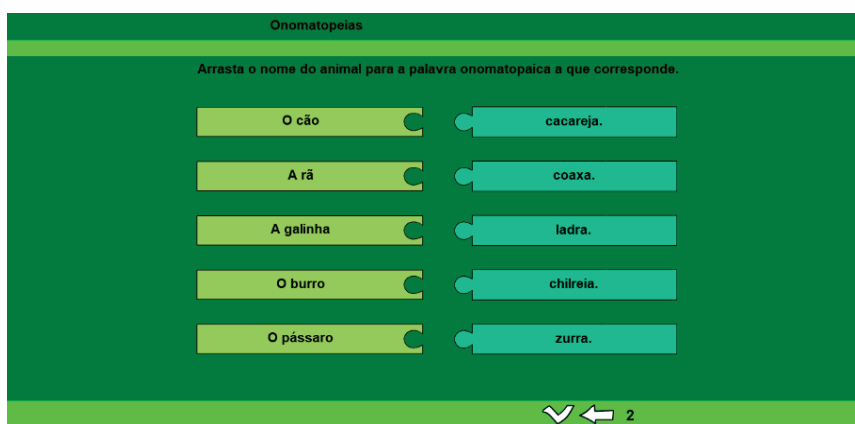 Onomatopeias
Arrasta o nome do animal para a palavra onomatopaica a que corresponde.
O cão
cacareja.
A rã
coaxa.
A galinha
ladra.
O burro
chilreia.
O pássaro
zurra.
2